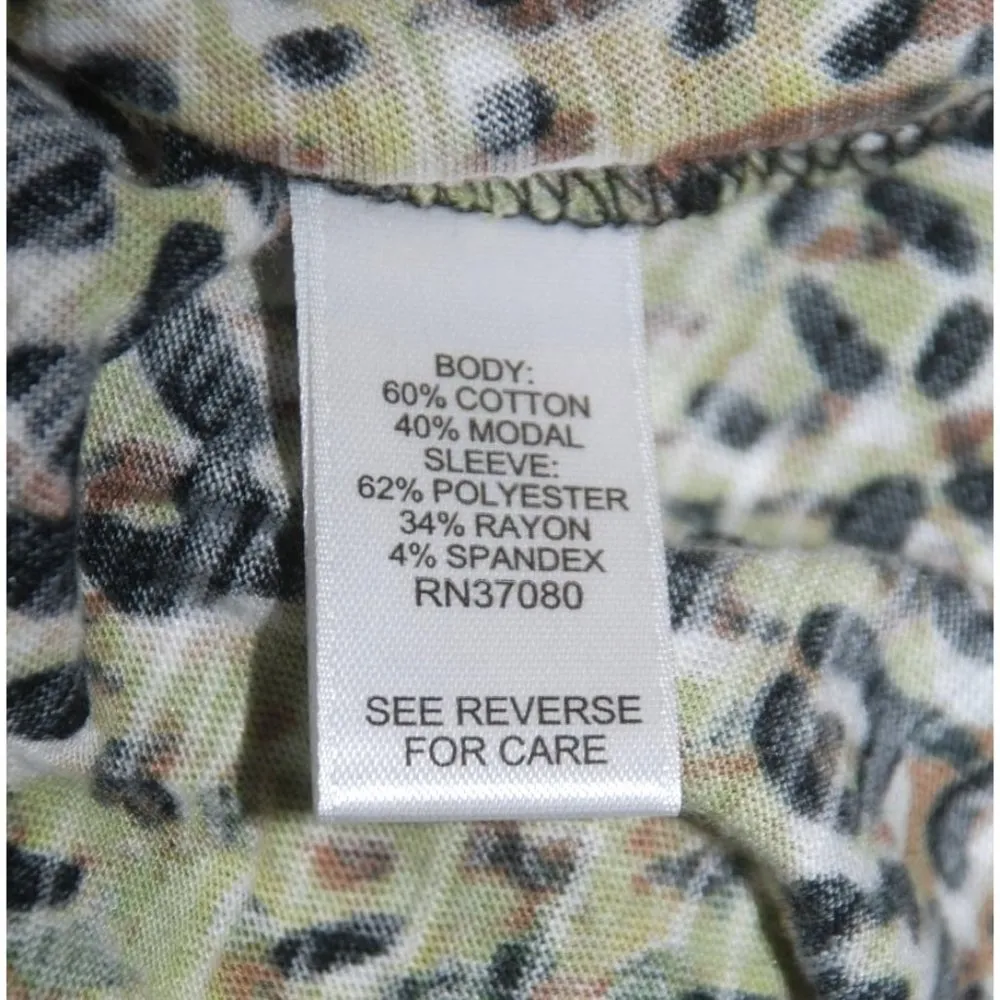 BODY:
60% COTTON
40% MODAL
SLEEVE:
62% POLYESTER
34% RAYON
4% SPANDEX
RN37080
SEE REVERSE
FOR CARE